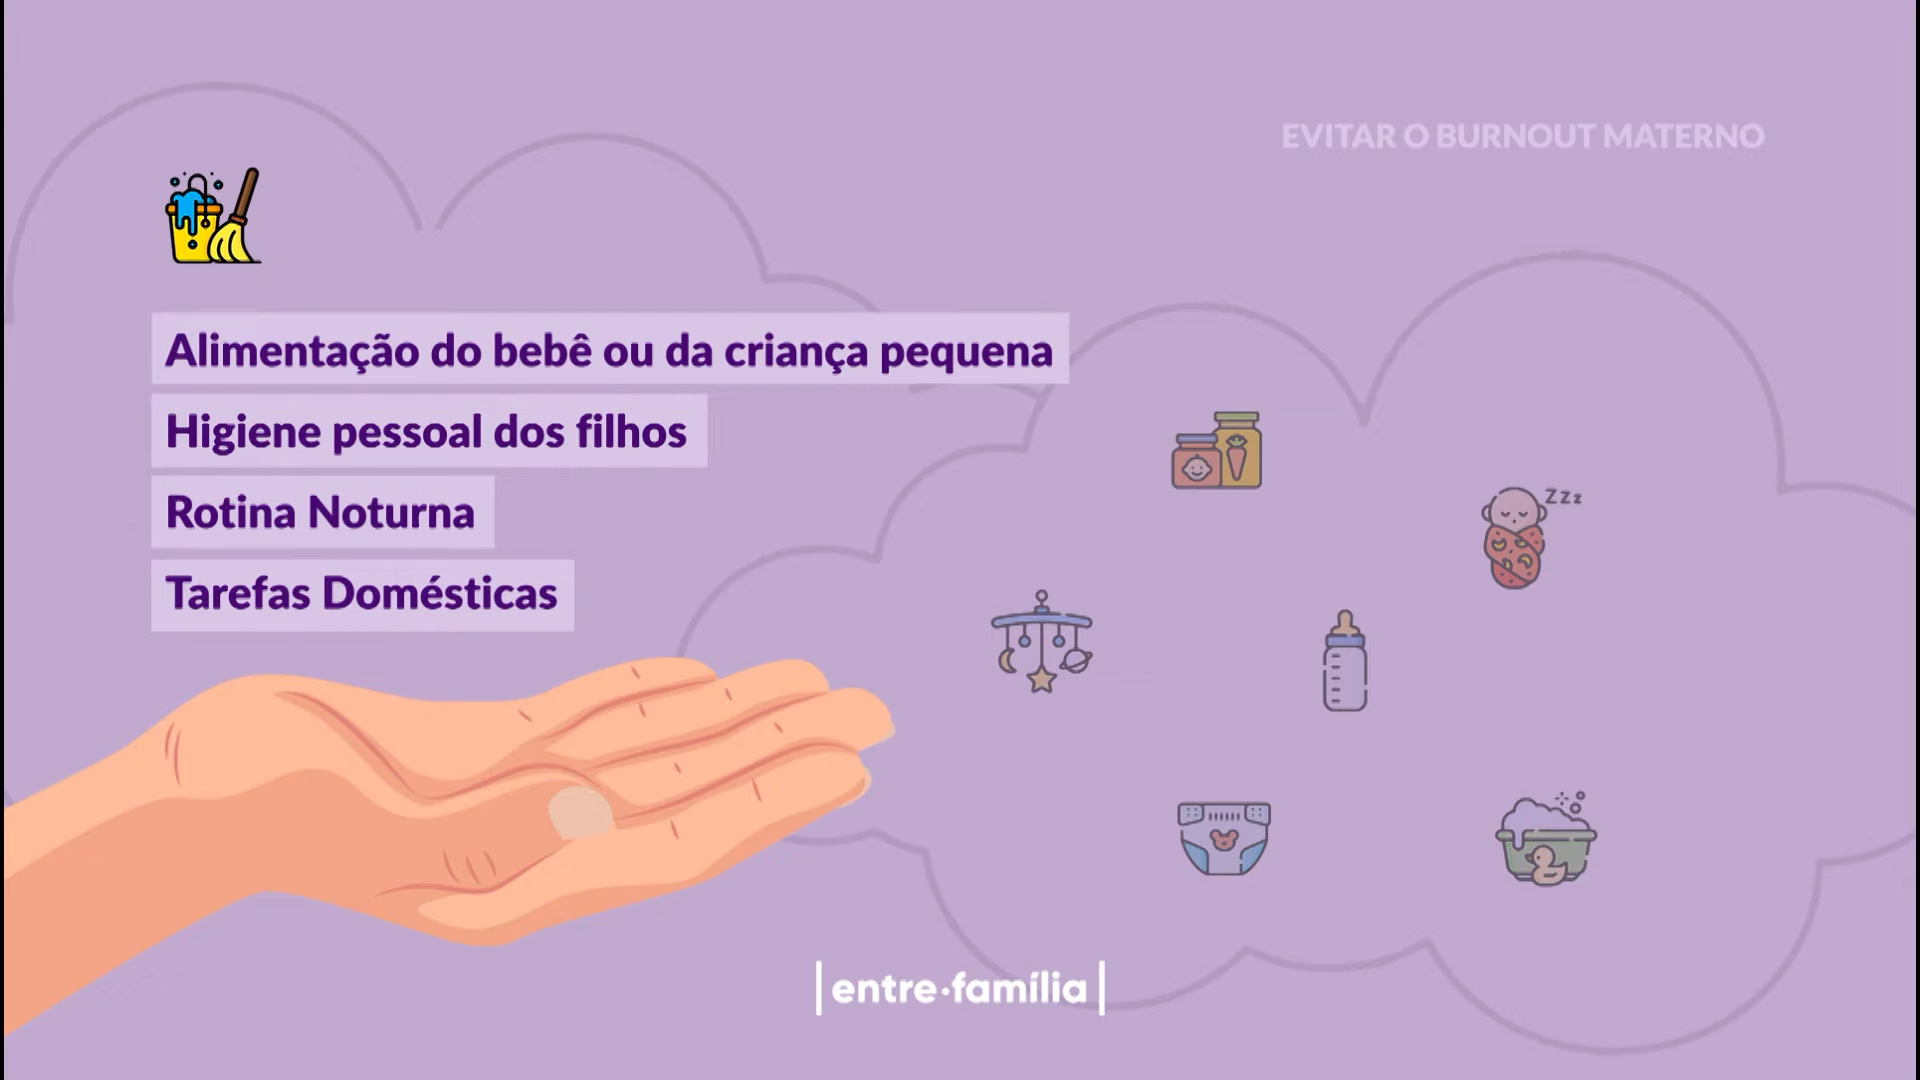 EVITAR O BURNOUT MATERNO
Alimentação do bebê ou da criança pequena
Higiene pessoal dos filhos
Rotina Noturna
Tarefas Domésticas
zzz
|entre·família|